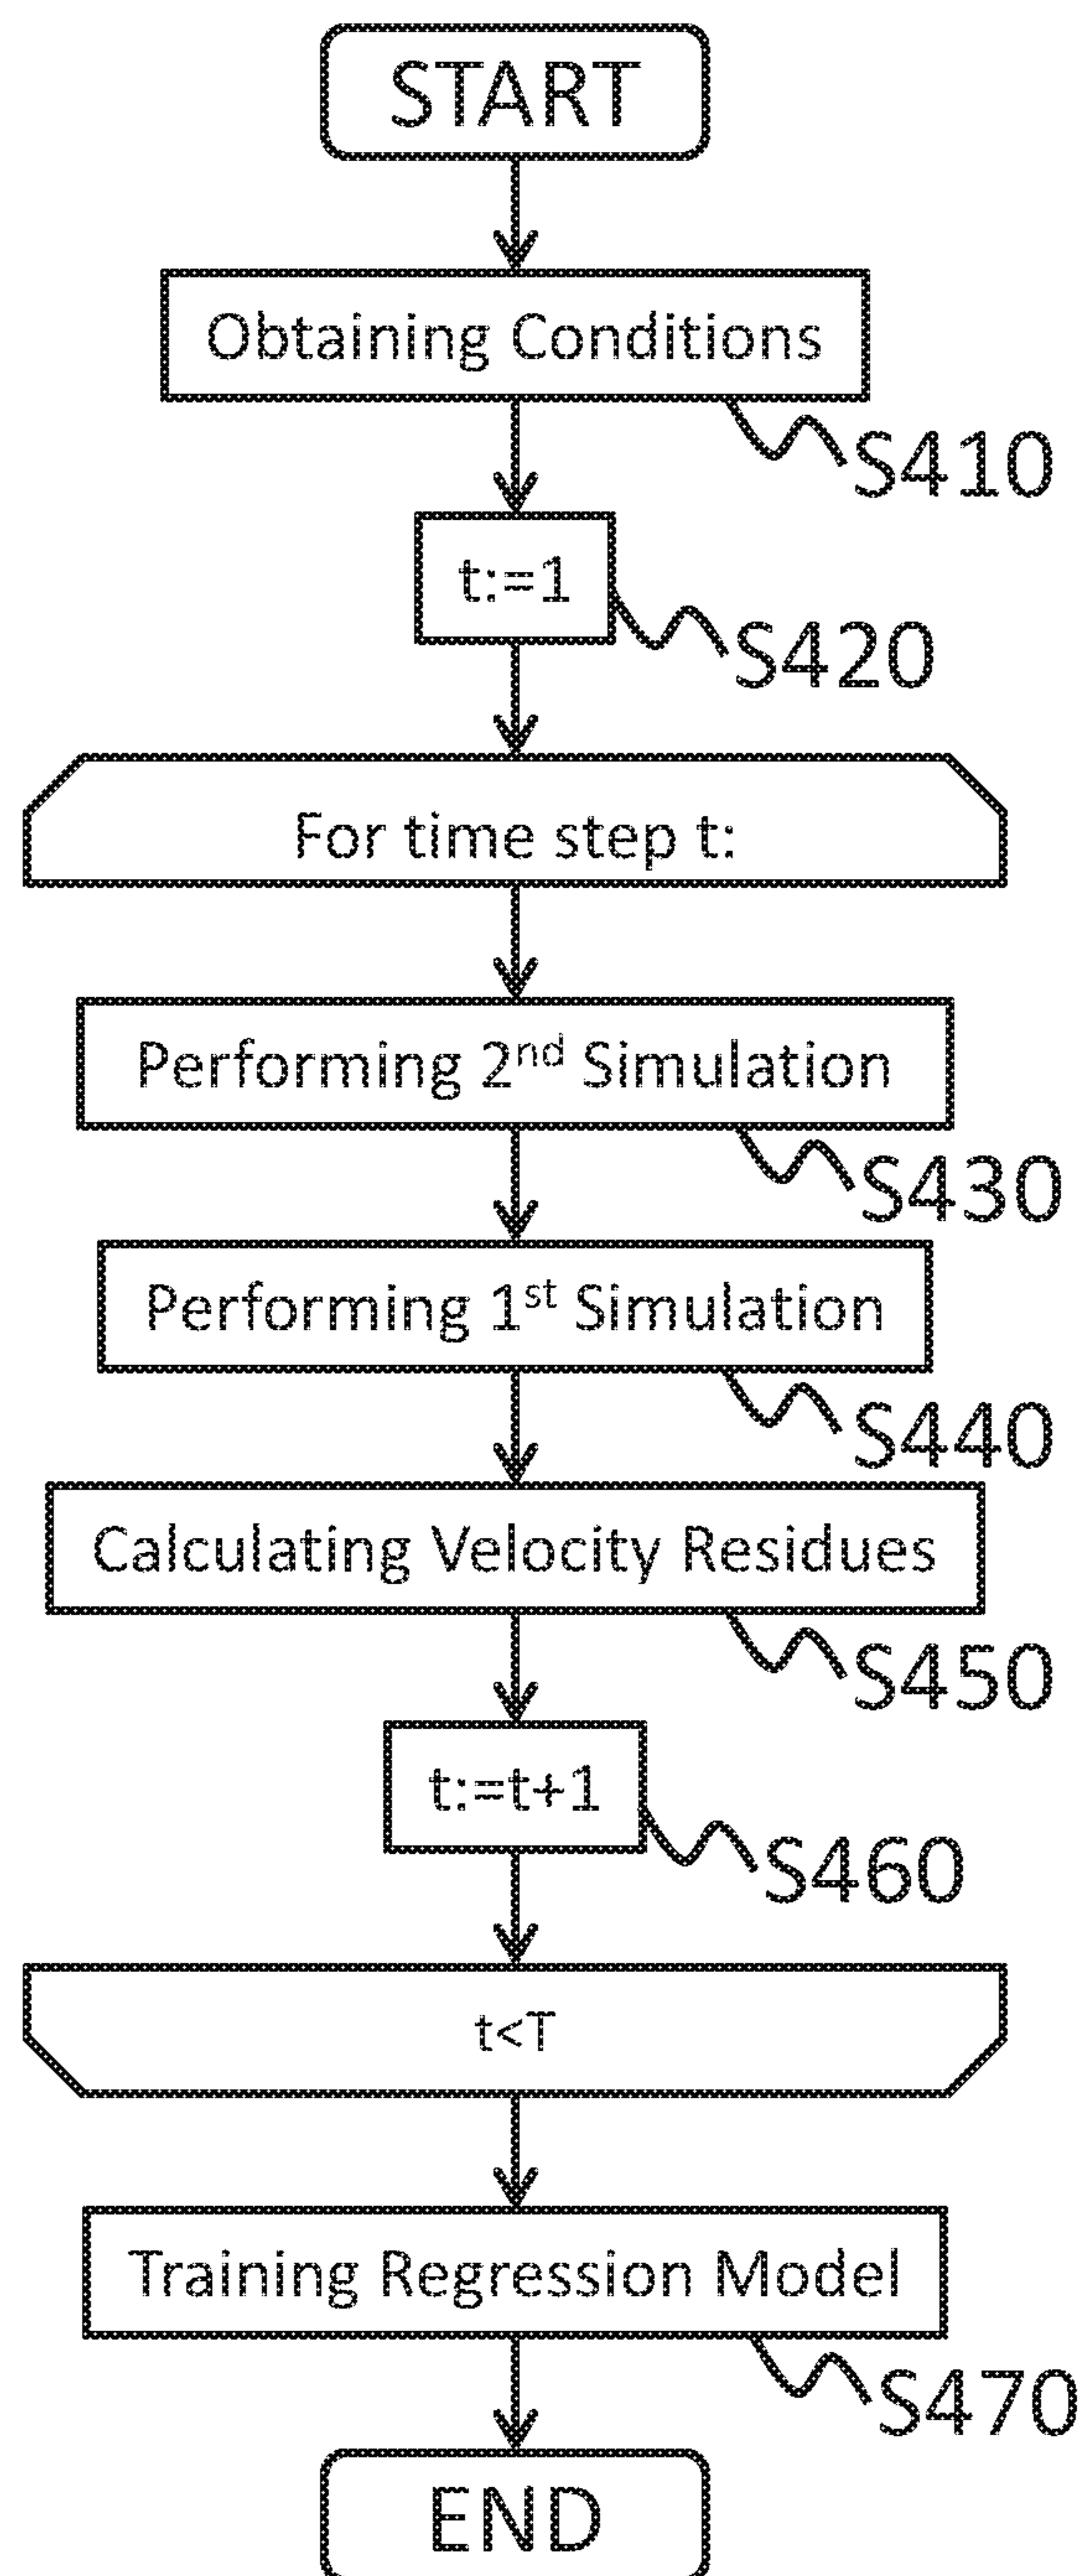 START
Obtaining Conditions
S410
t:=1
S420
For time step t:
Performing 2nd Simulation
S430
Performing 1st Simulation
S440
Calculating Velocity Residues
S450
t:=t+1
S460
t<T
Training Regression Model
S470
END